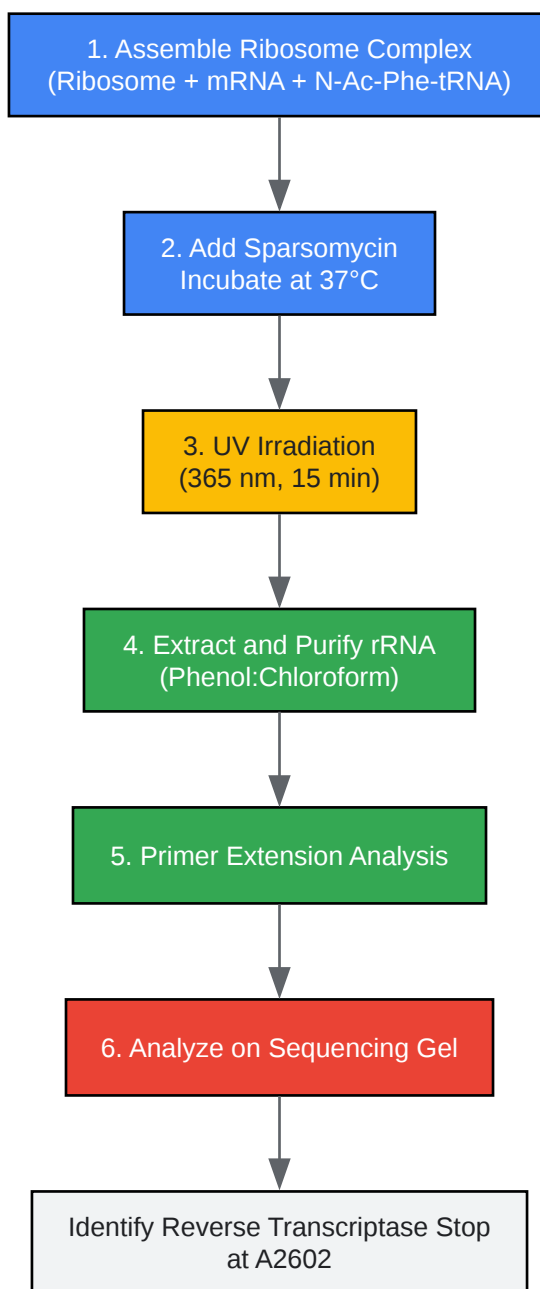 1. Assemble Ribosome Complex
(Ribosome + mRNA + N-Ac-Phe-tRNA)
2. Add Sparsomycin
Incubate at 37°C
3. UV Irradiation
(365 nm, 15 min)
4. Extract and Purify rRNA
(Phenol:Chloroform)
5. Primer Extension Analysis
6. Analyze on Sequencing Gel
Identify Reverse Transcriptase Stop
at A2602